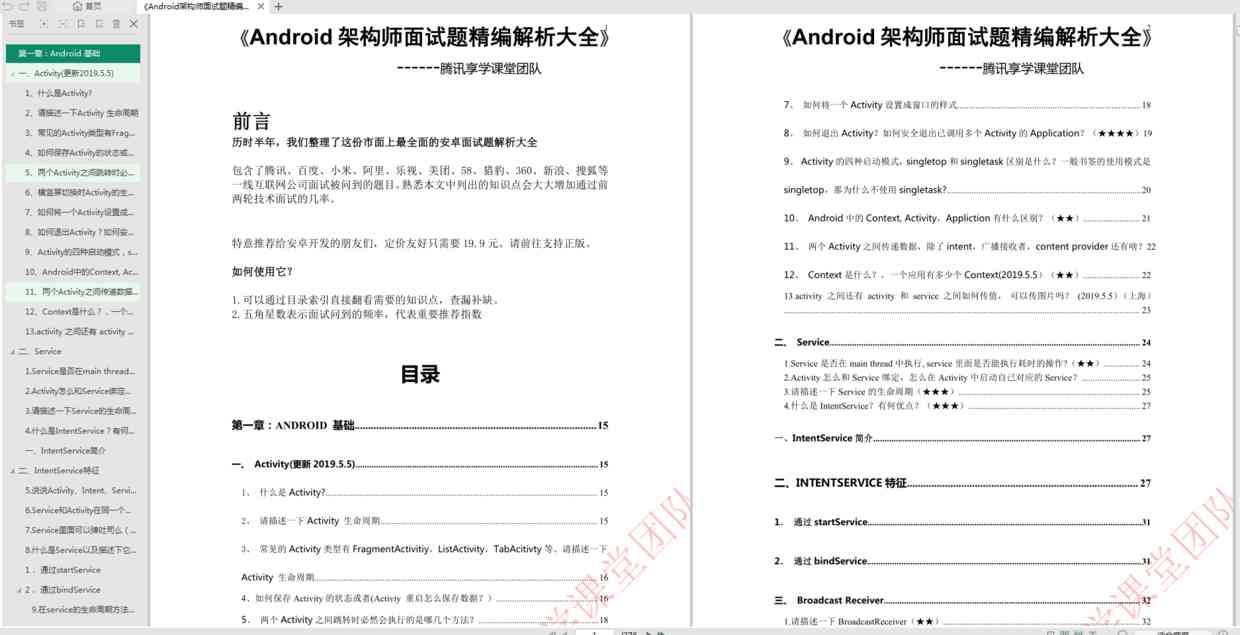 首页
《Android架构师面试题精编...
书签
第一章：Android 基础
一、Activity(更新2019.5.5)
1、什么是Activity?
2、请描述一下Activity 生命周期
3、常见的Activity类型有Frag...
4、如何保存Activity的状态或...
5、两个Activity之间跳转时必...
6、横竖屏切换时Activity的生...
7、如何将一个Activity设置成...
8、如何退出Activity？如何安...
9、Activity的四种启动模式，s...
10、Android中的Context, Ac...
11、两个Activity之间传递数据...
12、Context是什么？，一个...
13.activity 之间还有 activity ...
二、Service
1.Service是否在main thread...
2.Activity怎么和Service绑定...
3.请描述一下Service的生命周...
4.什么是IntentService？有何...
一、IntentService简介
二、IntentService特征
5.说说Activity、Intent、Servi...
6.Service和Activity在同一个...
7.Service里面可以弹吐司么（...
8.什么是Service以及描述下它...
1 、通过startService
2 、通过bindService
9.在service的生命周期方法...
《Android 架构师面试题精编解析大全》
------腾讯享学课堂团队
前言
历时半年，我们整理了这份市面上最全面的安卓面试题解析大全
包含了腾讯、百度、小米、阿里、乐视、美团、58、猎豹、360、新浪、搜狐等
一线互联网公司面试被问到的题目。熟悉本文中列出的知识点会大大增加通过前
两轮技术面试的几率。
特意推荐给安卓开发的朋友们，定价友好只需要 19.9 元。请前往支持正版。
如何使用它？
1.可以通过目录索引直接翻看需要的知识点，查漏补缺。
2.五角星数表示面试问到的频率，代表重要推荐指数
目录
第一章：ANDROID 基础......15
一、 Activity(更新 2019.5.5)......15
1、 什么是 Activity?......15
2、 请描述一下 Activity 生命周期......15
3、 常见的 Activity 类型有 FragmentActivitiy、ListActivity、TabAcitivty 等。请描述一下
Activity 生命周期......16
4、如何保存 Activity 的状态或者(Activty 重启怎么保存数据？）......16
5、 两个 Activity 之间跳转时必然会执行的是哪几个方法？......18
享学课堂团队
2
《Android 架构师面试题精编解析大全》
------腾讯享学课堂团队
7、 如何将一个 Activity 设置成窗口的样式......18
8、 如何退出 Activity？如何安全退出已调用多个 Activity 的 Application？（★★★★）19
9、 Activity 的四种启动模式，singletop 和 singletask 区别是什么？一般书签的使用模式是
singletop，那为什么不使用 singletask?......20
10、 Android 中的 Context, Activity，Appliction 有什么区别？（★★）......21
11、 两个 Activity 之间传递数据，除了 intent，广播接收者，content provider 还有啥？22
12、 Context 是什么？，一个应用有多少个 Context(2019.5.5）（★★）......22
13.activity 之间还有 activity 和 service 之间如何传值， 可以传图片吗？（2019.5.5）（上海）
......23
二、 Service......24
1.Service 是否在 main thread 中执行, service 里面是否能执行耗时的操作?（★★）......24
2.Activity 怎么和 Service 绑定，怎么在 Activity 中启动自己对应的 Service？......25
3.请描述一下 Service 的生命周期（★★★）......25
4.什么是 IntentService？有何优点？（★★★）......27
一、IntentService 简介......27
二、INTENTSERVICE 特征......27
1. 通过 startService......31
2. 通过 bindService......31
三、 Broadcast Receiver......32
1.请描述一下 BroadcastReceiver（★★）......32
学课堂团队